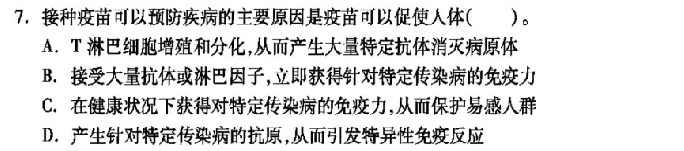 7. 接种疫苗可以预防疾病的主要原因是疫苗可以促使人体(　　)。
A. T 淋巴细胞增殖和分化,从而产生大量特定抗体消灭病原体
B. 接受大量抗体或淋巴因子,立即获得针对特定传染病的免疫力
C. 在健康状况下获得对特定传染病的免疫力,从而保护易感人群
D. 产生针对特定传染病的抗原,从而引发特异性免疫反应